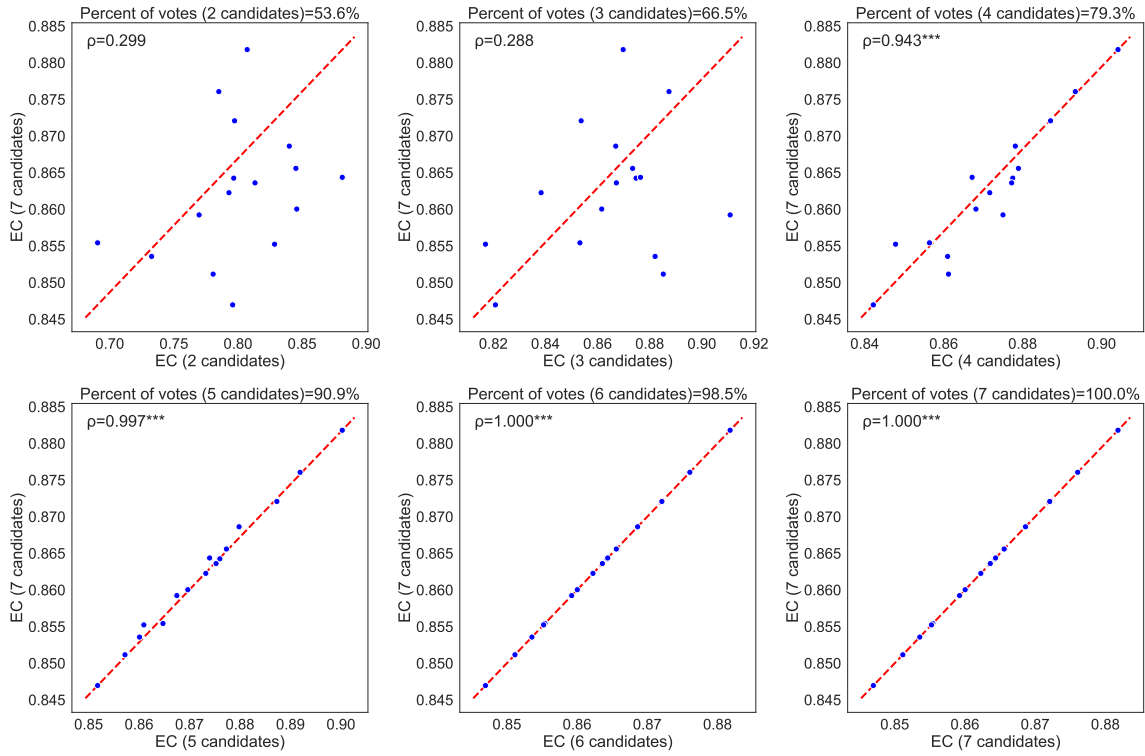 Percent of votes (2 candidates)=53.6%
ρ=0.299
EC (7 candidates)
0.885
0.880
0.875
0.870
0.865
0.860
0.855
0.850
0.845
0.70 0.75 0.80 0.85 0.90
EC (2 candidates)
Percent of votes (3 candidates)=66.5%
ρ=0.288
EC (7 candidates)
0.885
0.880
0.875
0.870
0.865
0.860
0.855
0.850
0.845
0.82 0.84 0.86 0.88 0.90 0.92
EC (3 candidates)
Percent of votes (4 candidates)=79.3%
ρ=0.943***
EC (7 candidates)
0.885
0.880
0.875
0.870
0.865
0.860
0.855
0.850
0.845
0.84 0.86 0.88 0.90
EC (4 candidates)
Percent of votes (5 candidates)=90.9%
ρ=0.997***
EC (7 candidates)
0.885
0.880
0.875
0.870
0.865
0.860
0.855
0.850
0.845
0.85 0.86 0.87 0.88 0.89 0.90
EC (5 candidates)
Percent of votes (6 candidates)=98.5%
ρ=1.000***
EC (7 candidates)
0.885
0.880
0.875
0.870
0.865
0.860
0.855
0.850
0.845
0.85 0.86 0.87 0.88
EC (6 candidates)
Percent of votes (7 candidates)=100.0%
ρ=1.000***
EC (7 candidates)
0.885
0.880
0.875
0.870
0.865
0.860
0.855
0.850
0.845
0.85 0.86 0.87 0.88
EC (7 candidates)